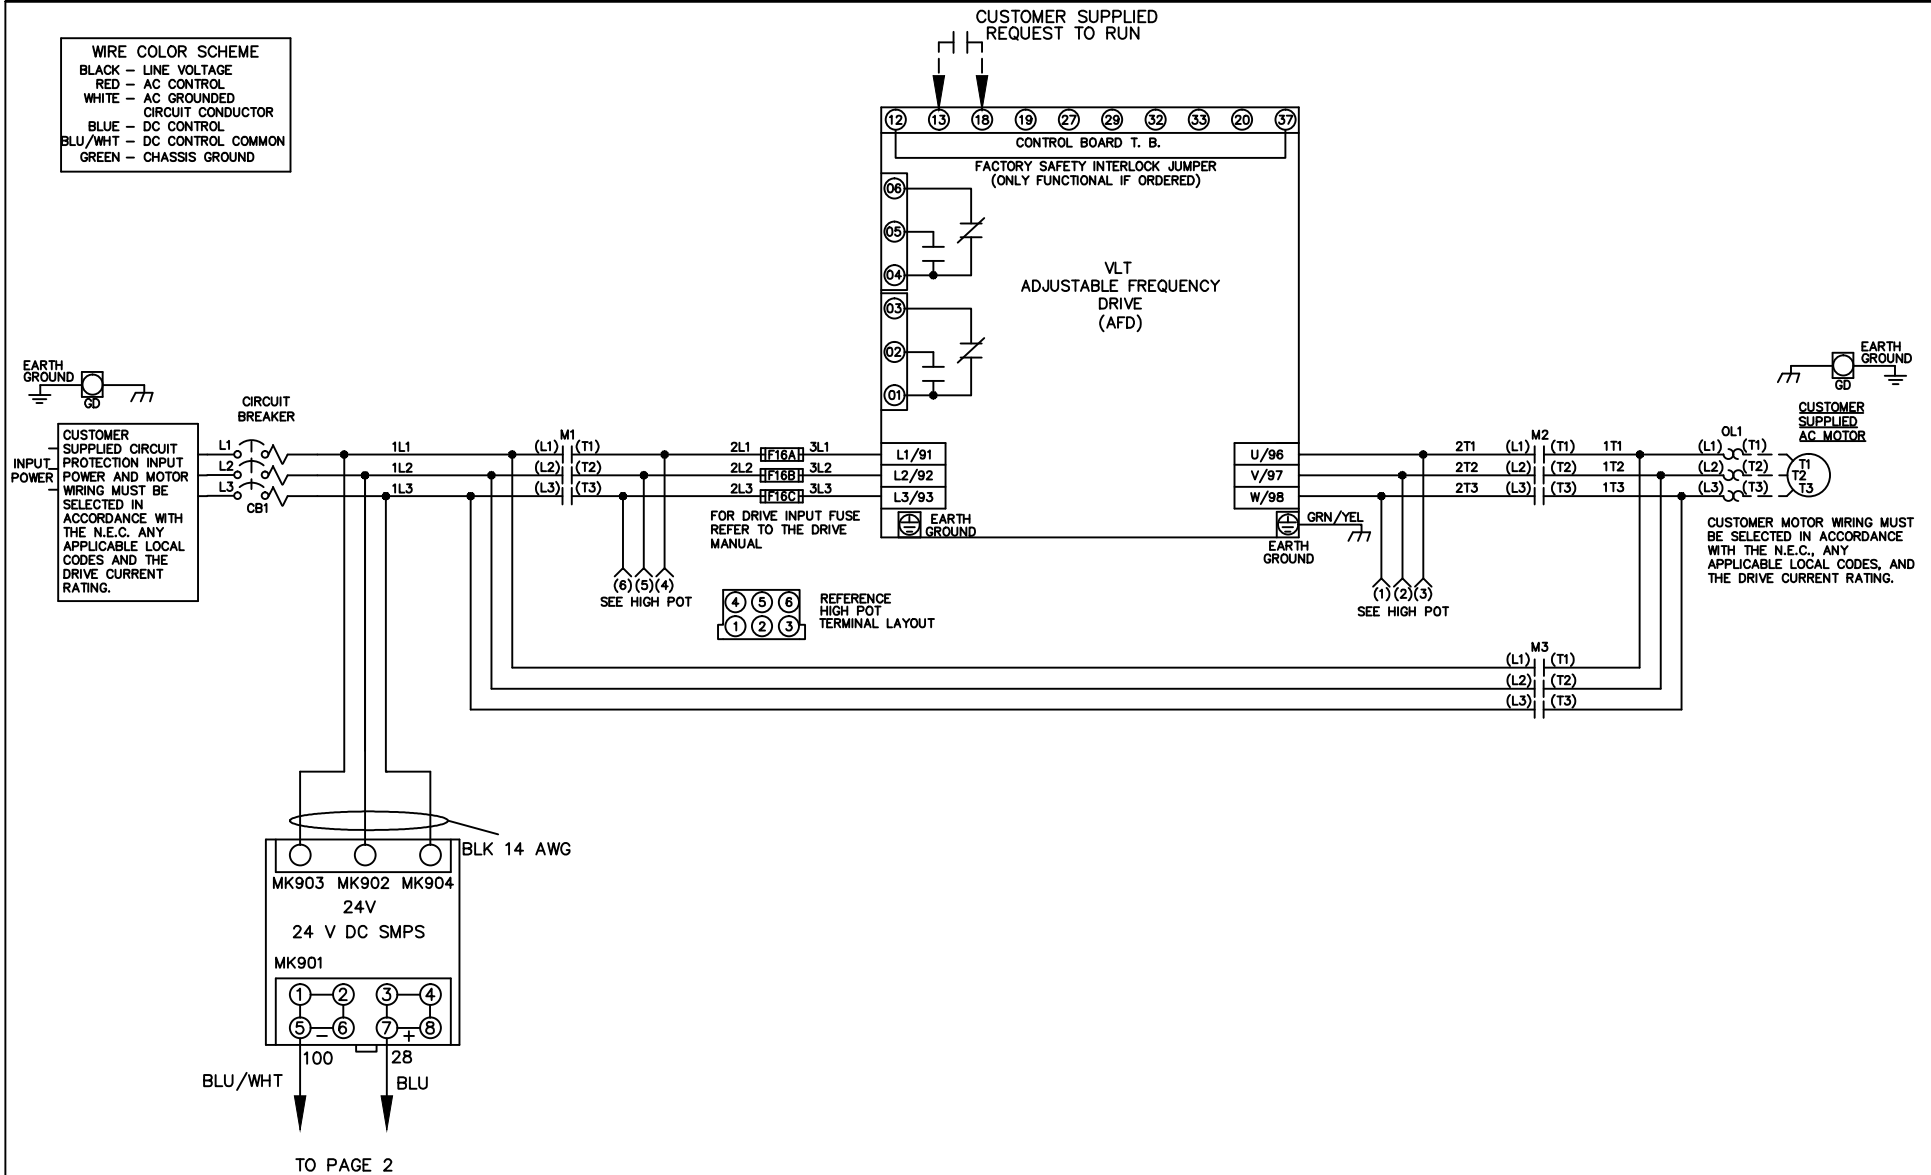 CUSTOMER SUPPLIED
REQUEST TO RUN
WIRE COLOR SCHEME
BLACK – LINE VOLTAGE
RED – AC CONTROL
WHITE – AC GROUNDED
CIRCUIT CONDUCTOR
BLUE – DC CONTROL
BLU/WHT – DC CONTROL COMMON
GREEN – CHASSIS GROUND
12 13 18 19 27 29 32 33 20 37
CONTROL BOARD T. B.
FACTORY SAFETY INTERLOCK JUMPER
(ONLY FUNCTIONAL IF ORDERED)
06
05
04
03
02
01
VLT
ADJUSTABLE FREQUENCY
DRIVE
(AFD)
EARTH
GROUND
GD
CIRCUIT
BREAKER
INPUT
POWER
CUSTOMER
SUPPLIED CIRCUIT
PROTECTION INPUT
POWER AND MOTOR
WIRING MUST BE
SELECTED IN
ACCORDANCE WITH
THE N.E.C. ANY
APPLICABLE LOCAL
CODES AND THE
DRIVE CURRENT
RATING.
L1
L2
L3
CB1
1L1
1L2
1L3
M1
(L1) (T1)
(L2) (T2)
(L3) (T3)
2L1 F16A 3L1
2L2 F16B 3L2
2L3 F16C 3L3
FOR DRIVE INPUT FUSE
REFER TO THE DRIVE
MANUAL
L1/91
L2/92
L3/93
EARTH
GROUND
(6) (5) (4)
SEE HIGH POT
4 5 6
1 2 3
REFERENCE
HIGH POT
TERMINAL LAYOUT
U/96
V/97
W/98
GRN/YEL
EARTH
GROUND
2T1
2T2
2T3
M2
(L1) (T1)
(L2) (T2)
(L3) (T3)
1T1
1T2
1T3
OL1
(L1) (T1)
(L2) (T2)
(L3) (T3)
EARTH
GROUND
GD
CUSTOMER
SUPPLIED
AC MOTOR
T1
T2
T3
CUSTOMER MOTOR WIRING MUST
BE SELECTED IN ACCORDANCE
WITH THE N.E.C., ANY
APPLICABLE LOCAL CODES, AND
THE DRIVE CURRENT RATING.
(1) (2) (3)
SEE HIGH POT
M3
(L1) (T1)
(L2) (T2)
(L3) (T3)
BLK 14 AWG
MK903 MK902 MK904
24V
24 V DC SMPS
MK901
1 2 3 4
5 – 6 7 + 8
100 28
BLU/WHT BLU
TO PAGE 2